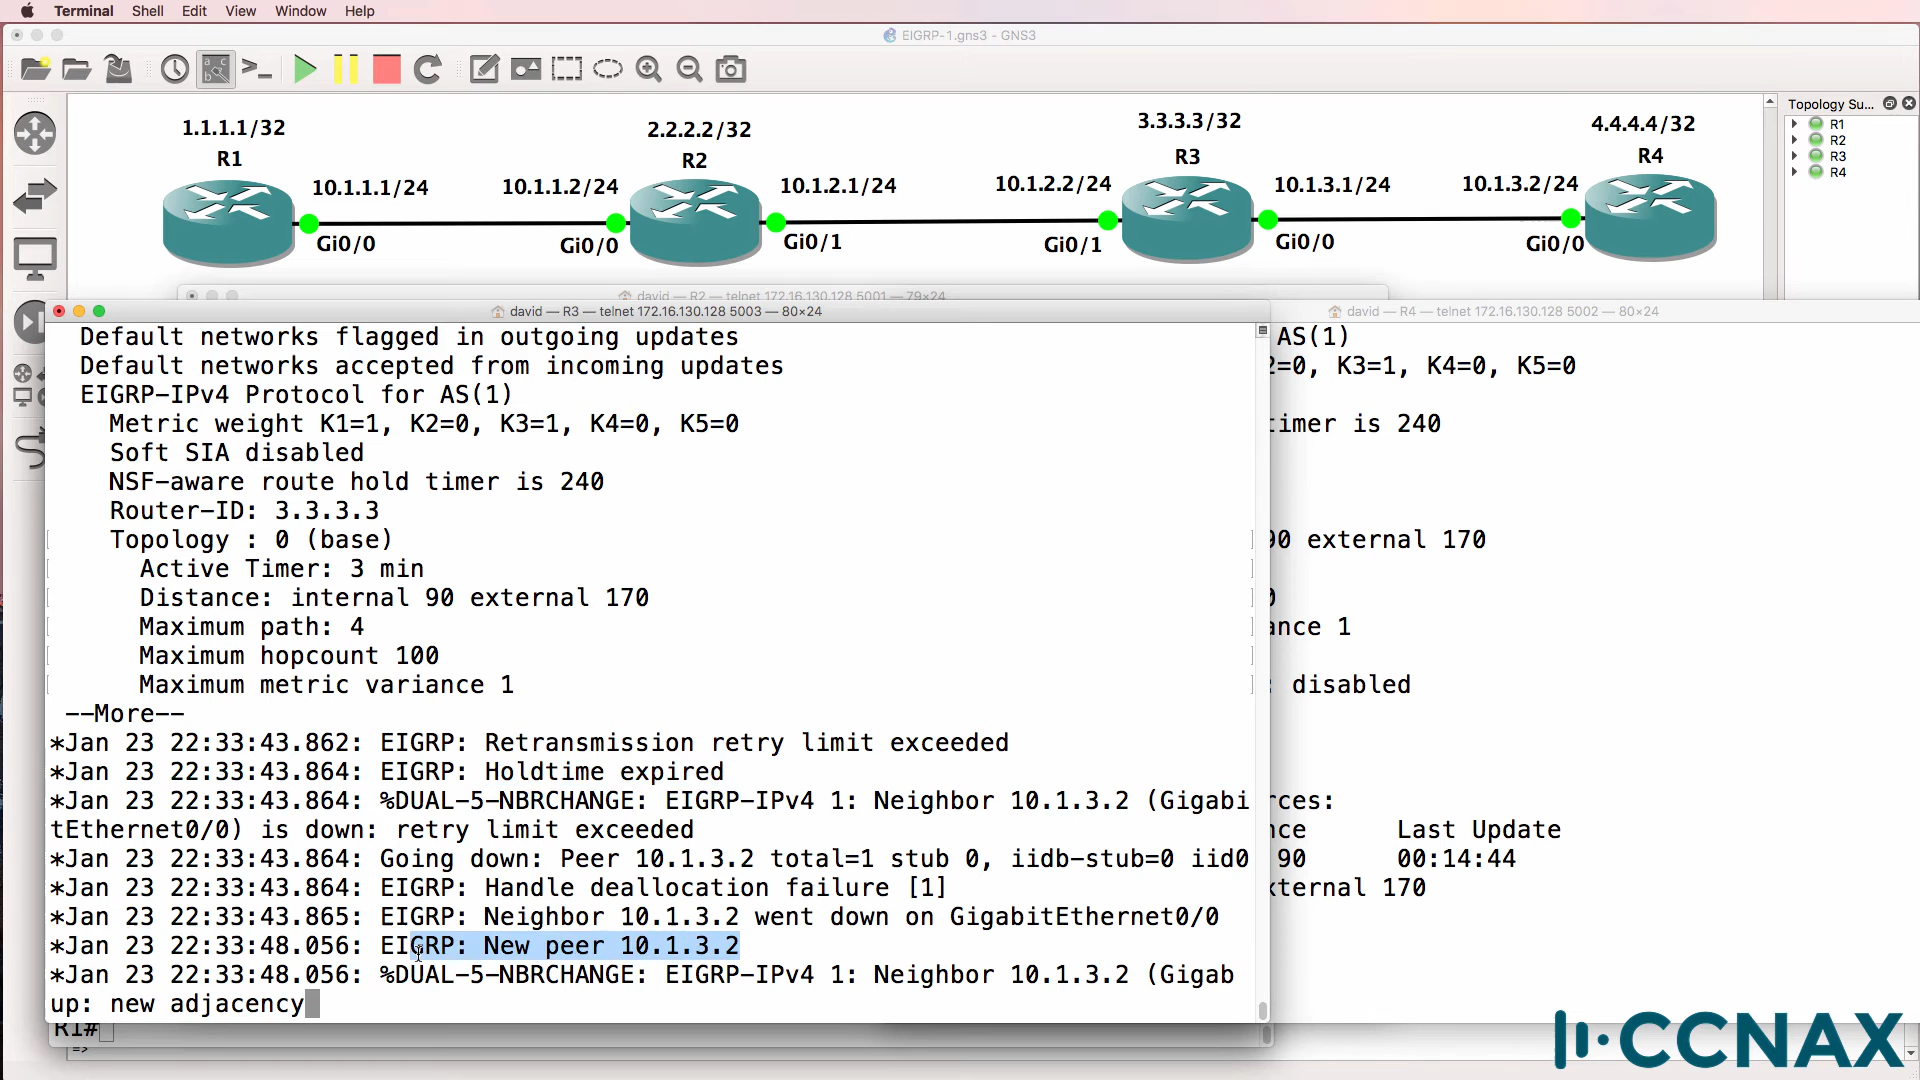 Terminal Shell Edit View Window Help
EIGRP-1.gns3 - GNS3
Topology Su...
R1
R2
R3
R4
1.1.1.1/32
R1
10.1.1.1/24
Gi0/0
2.2.2.2/32
R2
10.1.1.2/24
Gi0/0
10.1.2.1/24
Gi0/1
3.3.3.3/32
R3
10.1.2.2/24
Gi0/1
10.1.3.1/24
Gi0/0
4.4.4.4/32
R4
10.1.3.2/24
Gi0/0
david — R2 — telnet 172.16.130.128 5001 — 79×24
david — R3 — telnet 172.16.130.128 5003 — 80×24
Default networks flagged in outgoing updates
Default networks accepted from incoming updates
EIGRP-IPv4 Protocol for AS(1)
Metric weight K1=1, K2=0, K3=1, K4=0, K5=0
Soft SIA disabled
NSF-aware route hold timer is 240
Router-ID: 3.3.3.3
Topology : 0 (base)
Active Timer: 3 min
Distance: internal 90 external 170
Maximum path: 4
Maximum hopcount 100
Maximum metric variance 1
--More--
*Jan 23 22:33:43.862: EIGRP: Retransmission retry limit exceeded
*Jan 23 22:33:43.864: EIGRP: Holdtime expired
*Jan 23 22:33:43.864: %DUAL-5-NBRCHANGE: EIGRP-IPv4 1: Neighbor 10.1.3.2 (Gigabi
tEthernet0/0) is down: retry limit exceeded
*Jan 23 22:33:43.864: Going down: Peer 10.1.3.2 total=1 stub 0, iidb-stub=0 iid0
*Jan 23 22:33:43.864: EIGRP: Handle deallocation failure [1]
*Jan 23 22:33:43.865: EIGRP: Neighbor 10.1.3.2 went down on GigabitEthernet0/0
*Jan 23 22:33:48.056: EIGRP: New peer 10.1.3.2
*Jan 23 22:33:48.056: %DUAL-5-NBRCHANGE: EIGRP-IPv4 1: Neighbor 10.1.3.2 (Gigab
up: new adjacency
R1#
=>
david — R4 — telnet 172.16.130.128 5002 — 80×24
AS(1)
=0, K3=1, K4=0, K5=0
timer is 240
90 external 170
ance 1
: disabled
rces:
nce Last Update
90 00:14:44
xternal 170
CCNAX